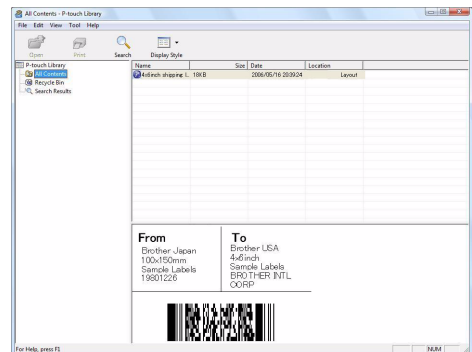 All Contents - P-touch Library
File Edit View Tool Help
Open Print Search Display Style
P-touch Library
All Contents
Recycle Bin
Search Results
Name Size Date Location
4x6inch shipping l.. 18KB 2006/05/16 20:39:24 Layout
From
Brother Japan
100x150mm
Sample Labels
19801226
To
Brother USA
4x6inch
Sample Labels
BROTHER INTL
CORP
For Help, press F1
NUM